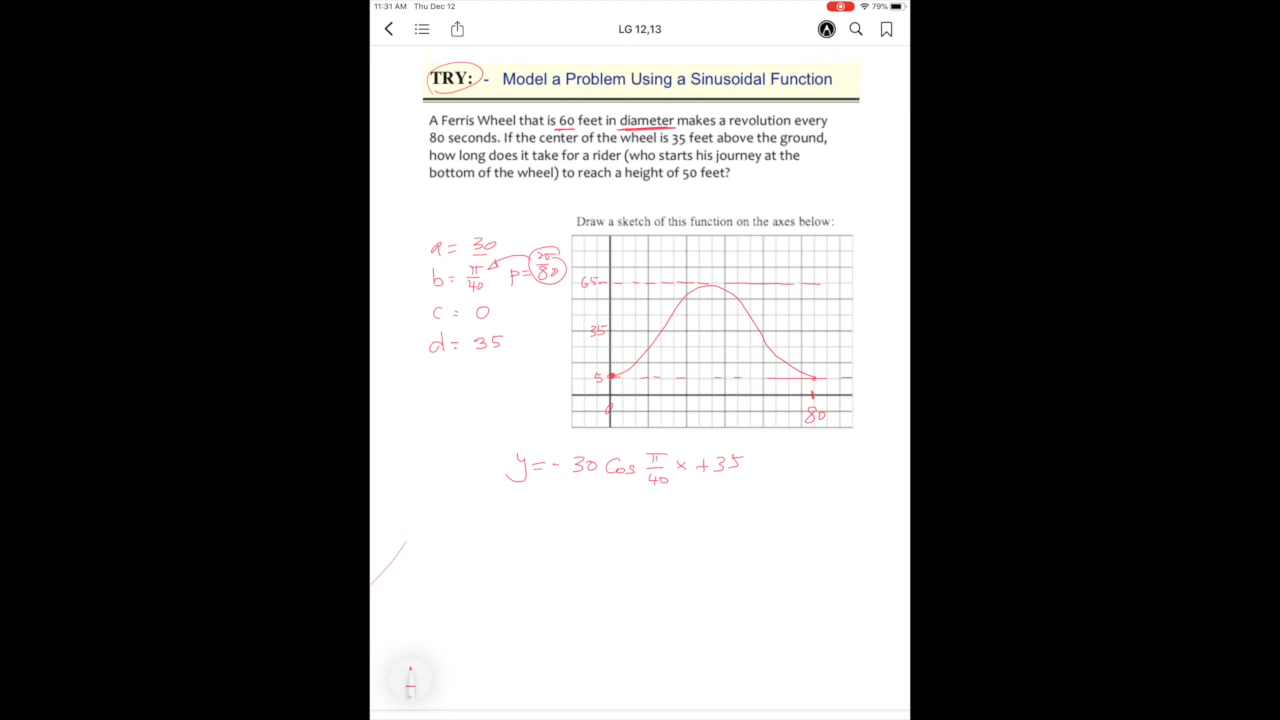 11:31 AM Thu Dec 12 79%
LG 12,13
TRY: - Model a Problem Using a Sinusoidal Function
A Ferris Wheel that is 60 feet in diameter makes a revolution every
80 seconds. If the center of the wheel is 35 feet above the ground,
how long does it take for a rider (who starts his journey at the
bottom of the wheel) to reach a height of 50 feet?
Draw a sketch of this function on the axes below:
a = 30
b = π/40 p = 2π/80
c = 0
d = 35
65
35
5
0 80
y = - 30 cos π/40 x + 35